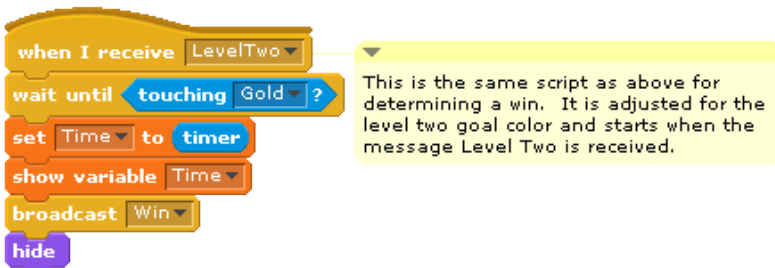 when I receive LevelTwo
wait until touching Gold ?
set Time to timer
show variable Time
broadcast Win
hide
This is the same script as above for
determining a win. It is adjusted for the
level two goal color and starts when the
message Level Two is received.